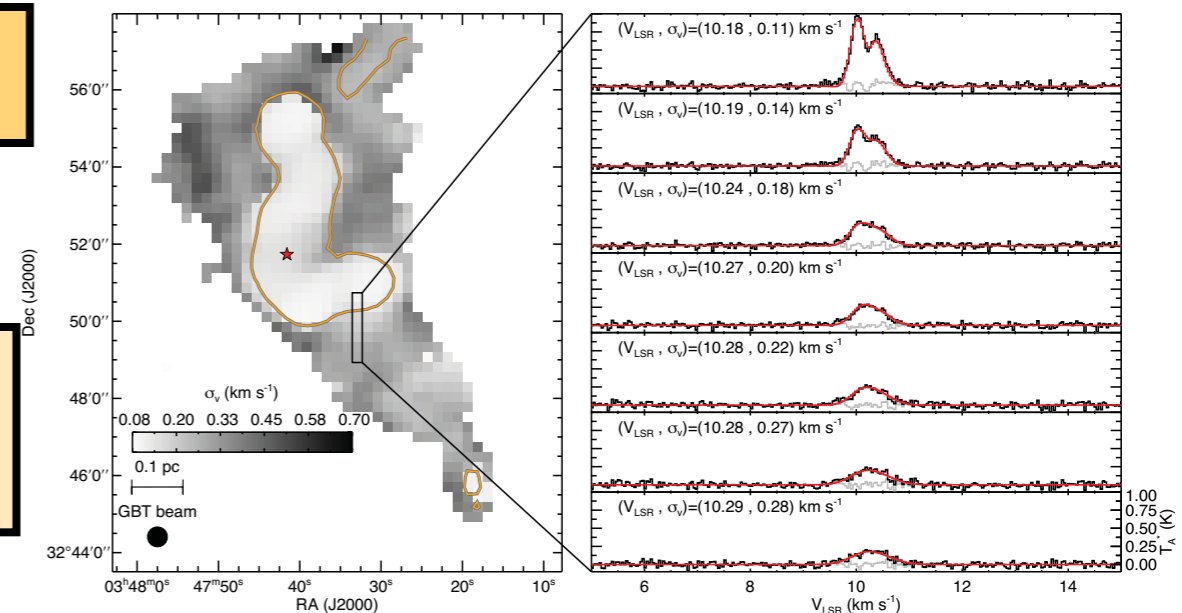 56'0''
54'0''
52'0''
50'0''
48'0''
46'0''
32°44'0''
Dec (J2000)
σv (km s-1)
0.08 0.20 0.33 0.45 0.58 0.70
0.1 pc
GBT beam
03h48m0s 47m50s 40s 30s 20s 10s
RA (J2000)
(VLSR , σv)=(10.18 , 0.11) km s-1
(VLSR , σv)=(10.19 , 0.14) km s-1
(VLSR , σv)=(10.24 , 0.18) km s-1
(VLSR , σv)=(10.27 , 0.20) km s-1
(VLSR , σv)=(10.28 , 0.22) km s-1
(VLSR , σv)=(10.28 , 0.27) km s-1
(VLSR , σv)=(10.29 , 0.28) km s-1
1.00
0.75
0.50
0.25
0.00
TA* (K)
6 8 10 12 14
VLSR (km s-1)